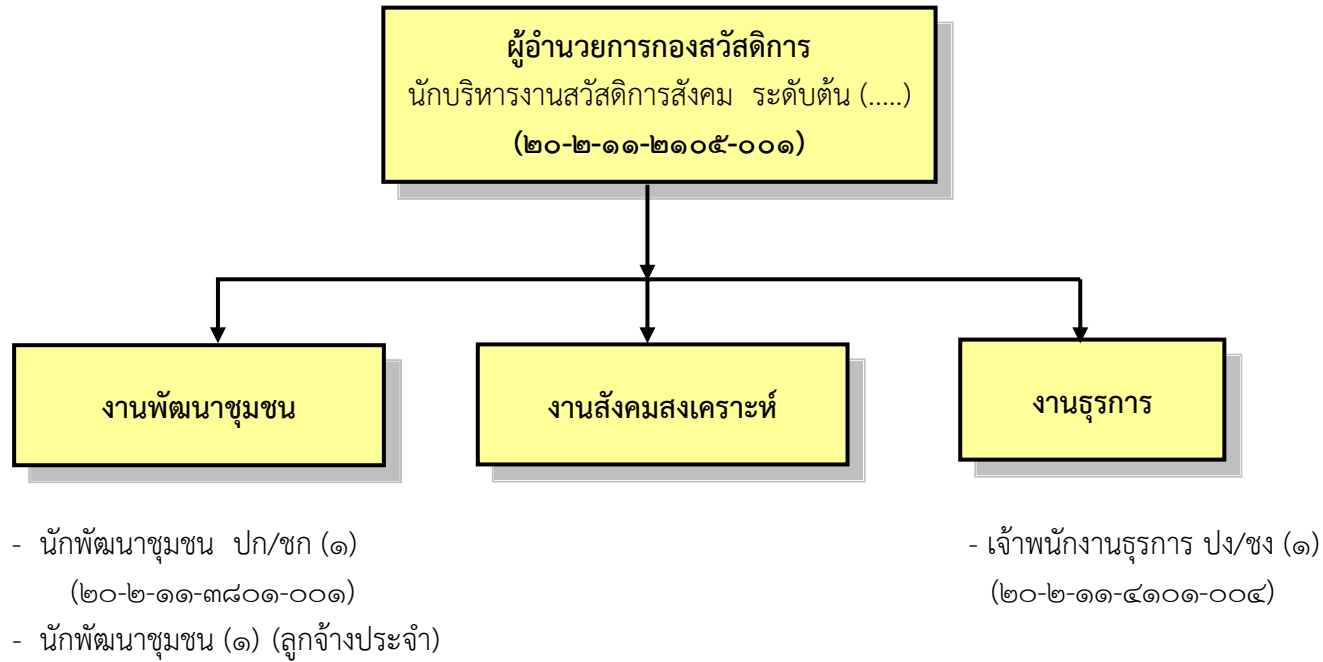 ผู้อำนวยการกองสวัสดิการ
นักบริหารงานสวัสดิการสังคม ระดับต้น (.....)
(๒๐-๒-๑๑-๒๑๐๕-๐๐๑)
งานพัฒนาชุมชน
งานสังคมสงเคราะห์
งานธุรการ
- นักพัฒนาชุมชน ปก/ชก (๑)
(๒๐-๒-๑๑-๓๘๐๑-๐๐๑)
- นักพัฒนาชุมชน (๑) (ลูกจ้างประจำ)
- เจ้าพนักงานธุรการ ปง/ชง (๑)
(๒๐-๒-๑๑-๔๑๐๑-๐๐๔)